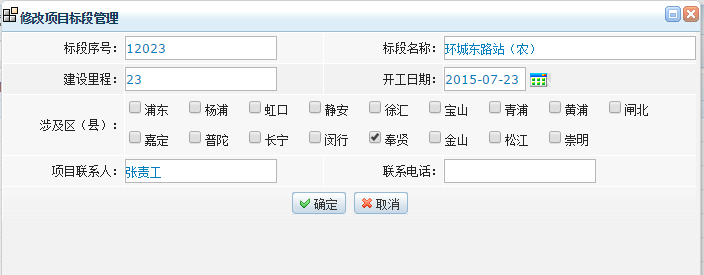 修改项目标段管理
标段序号： 12023 标段名称： 环城东路站（农）
建设里程： 23 开工日期： 2015-07-23
涉及区（县）： 浦东 杨浦 虹口 静安 徐汇 宝山 青浦 黄浦 闸北
嘉定 普陀 长宁 闵行 奉贤 金山 松江 崇明
项目联系人： 张责工 联系电话：
确定 取消